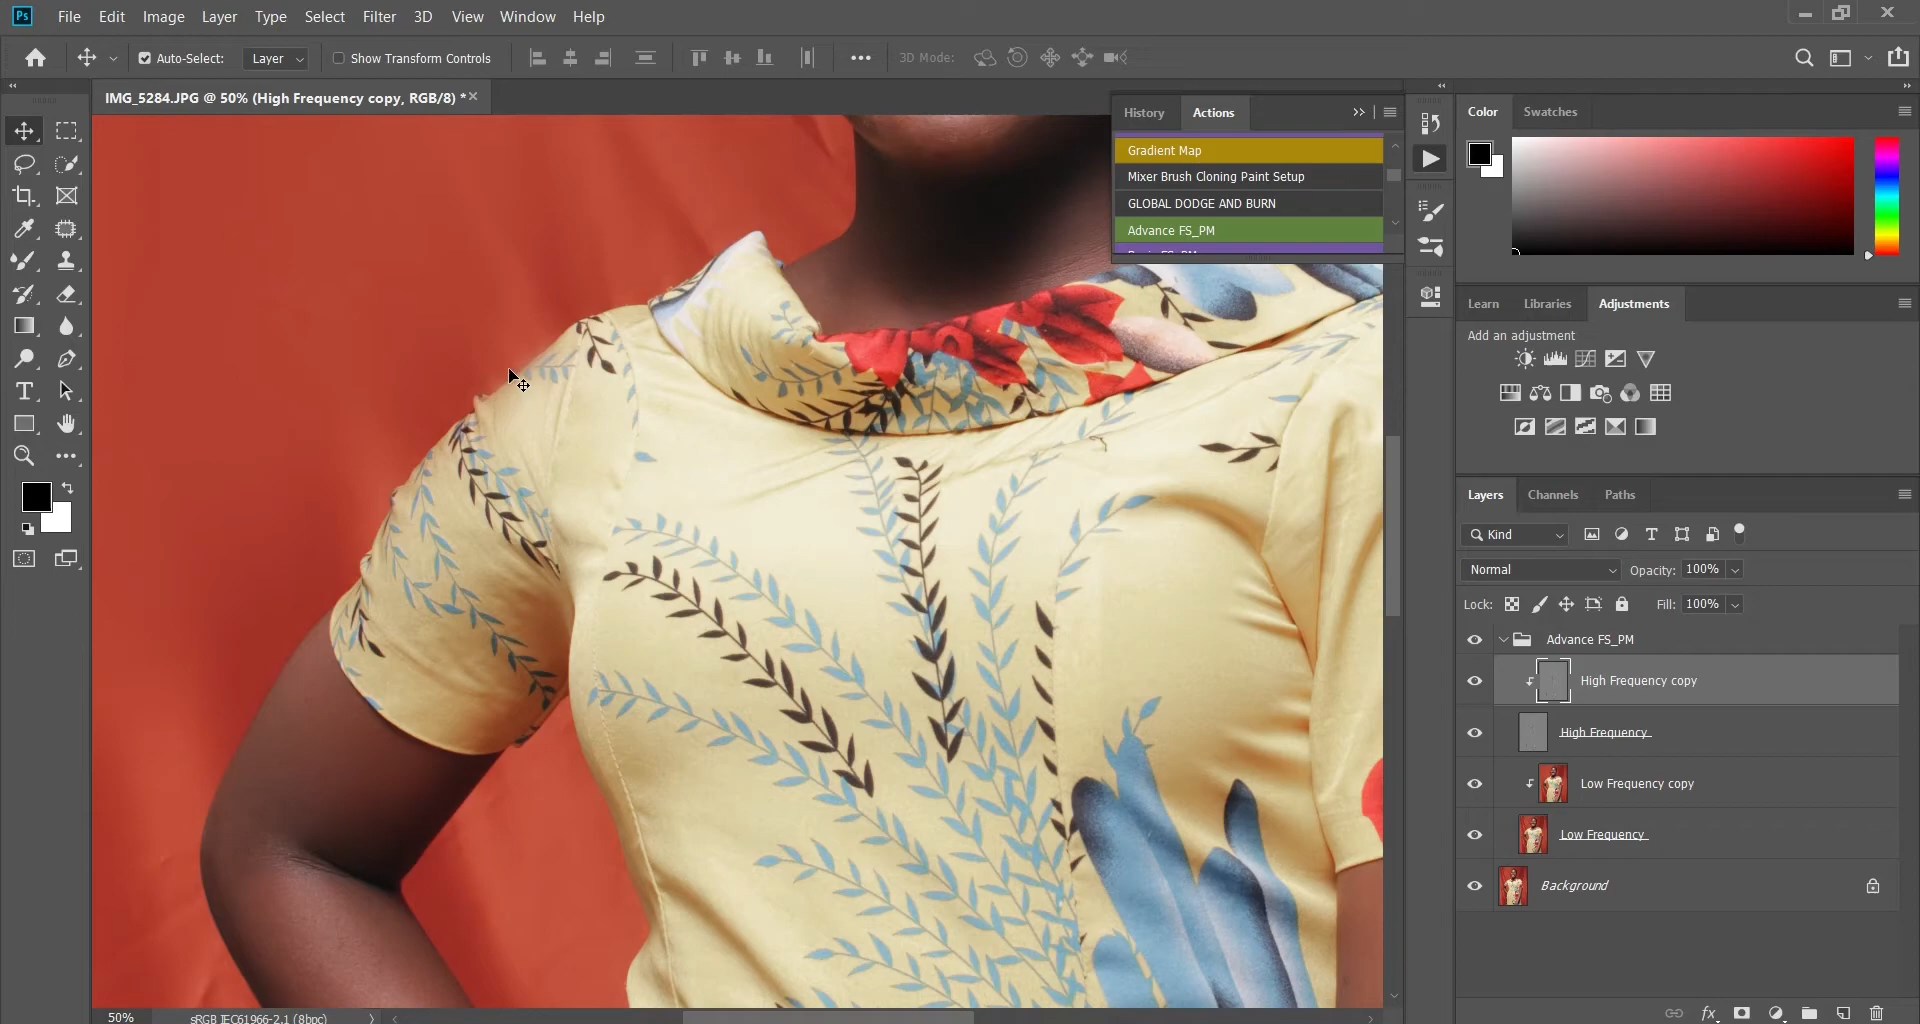 Ps File Edit Image Layer Type Select Filter 3D View Window Help
Auto-Select: Layer Show Transform Controls 3D Mode:
IMG_5284.JPG @ 50% (High Frequency copy, RGB/8) *
History Actions
Gradient Map
Mixer Brush Cloning Paint Setup
GLOBAL DODGE AND BURN
Advance FS_PM
Color Swatches
Learn Libraries Adjustments
Add an adjustment
Layers Channels Paths
Kind
Normal Opacity: 100%
Lock: Fill: 100%
Advance FS_PM
High Frequency copy
High Frequency
Low Frequency copy
Low Frequency
Background
fx
50% sRGB IEC61966-2.1 (8bpc)